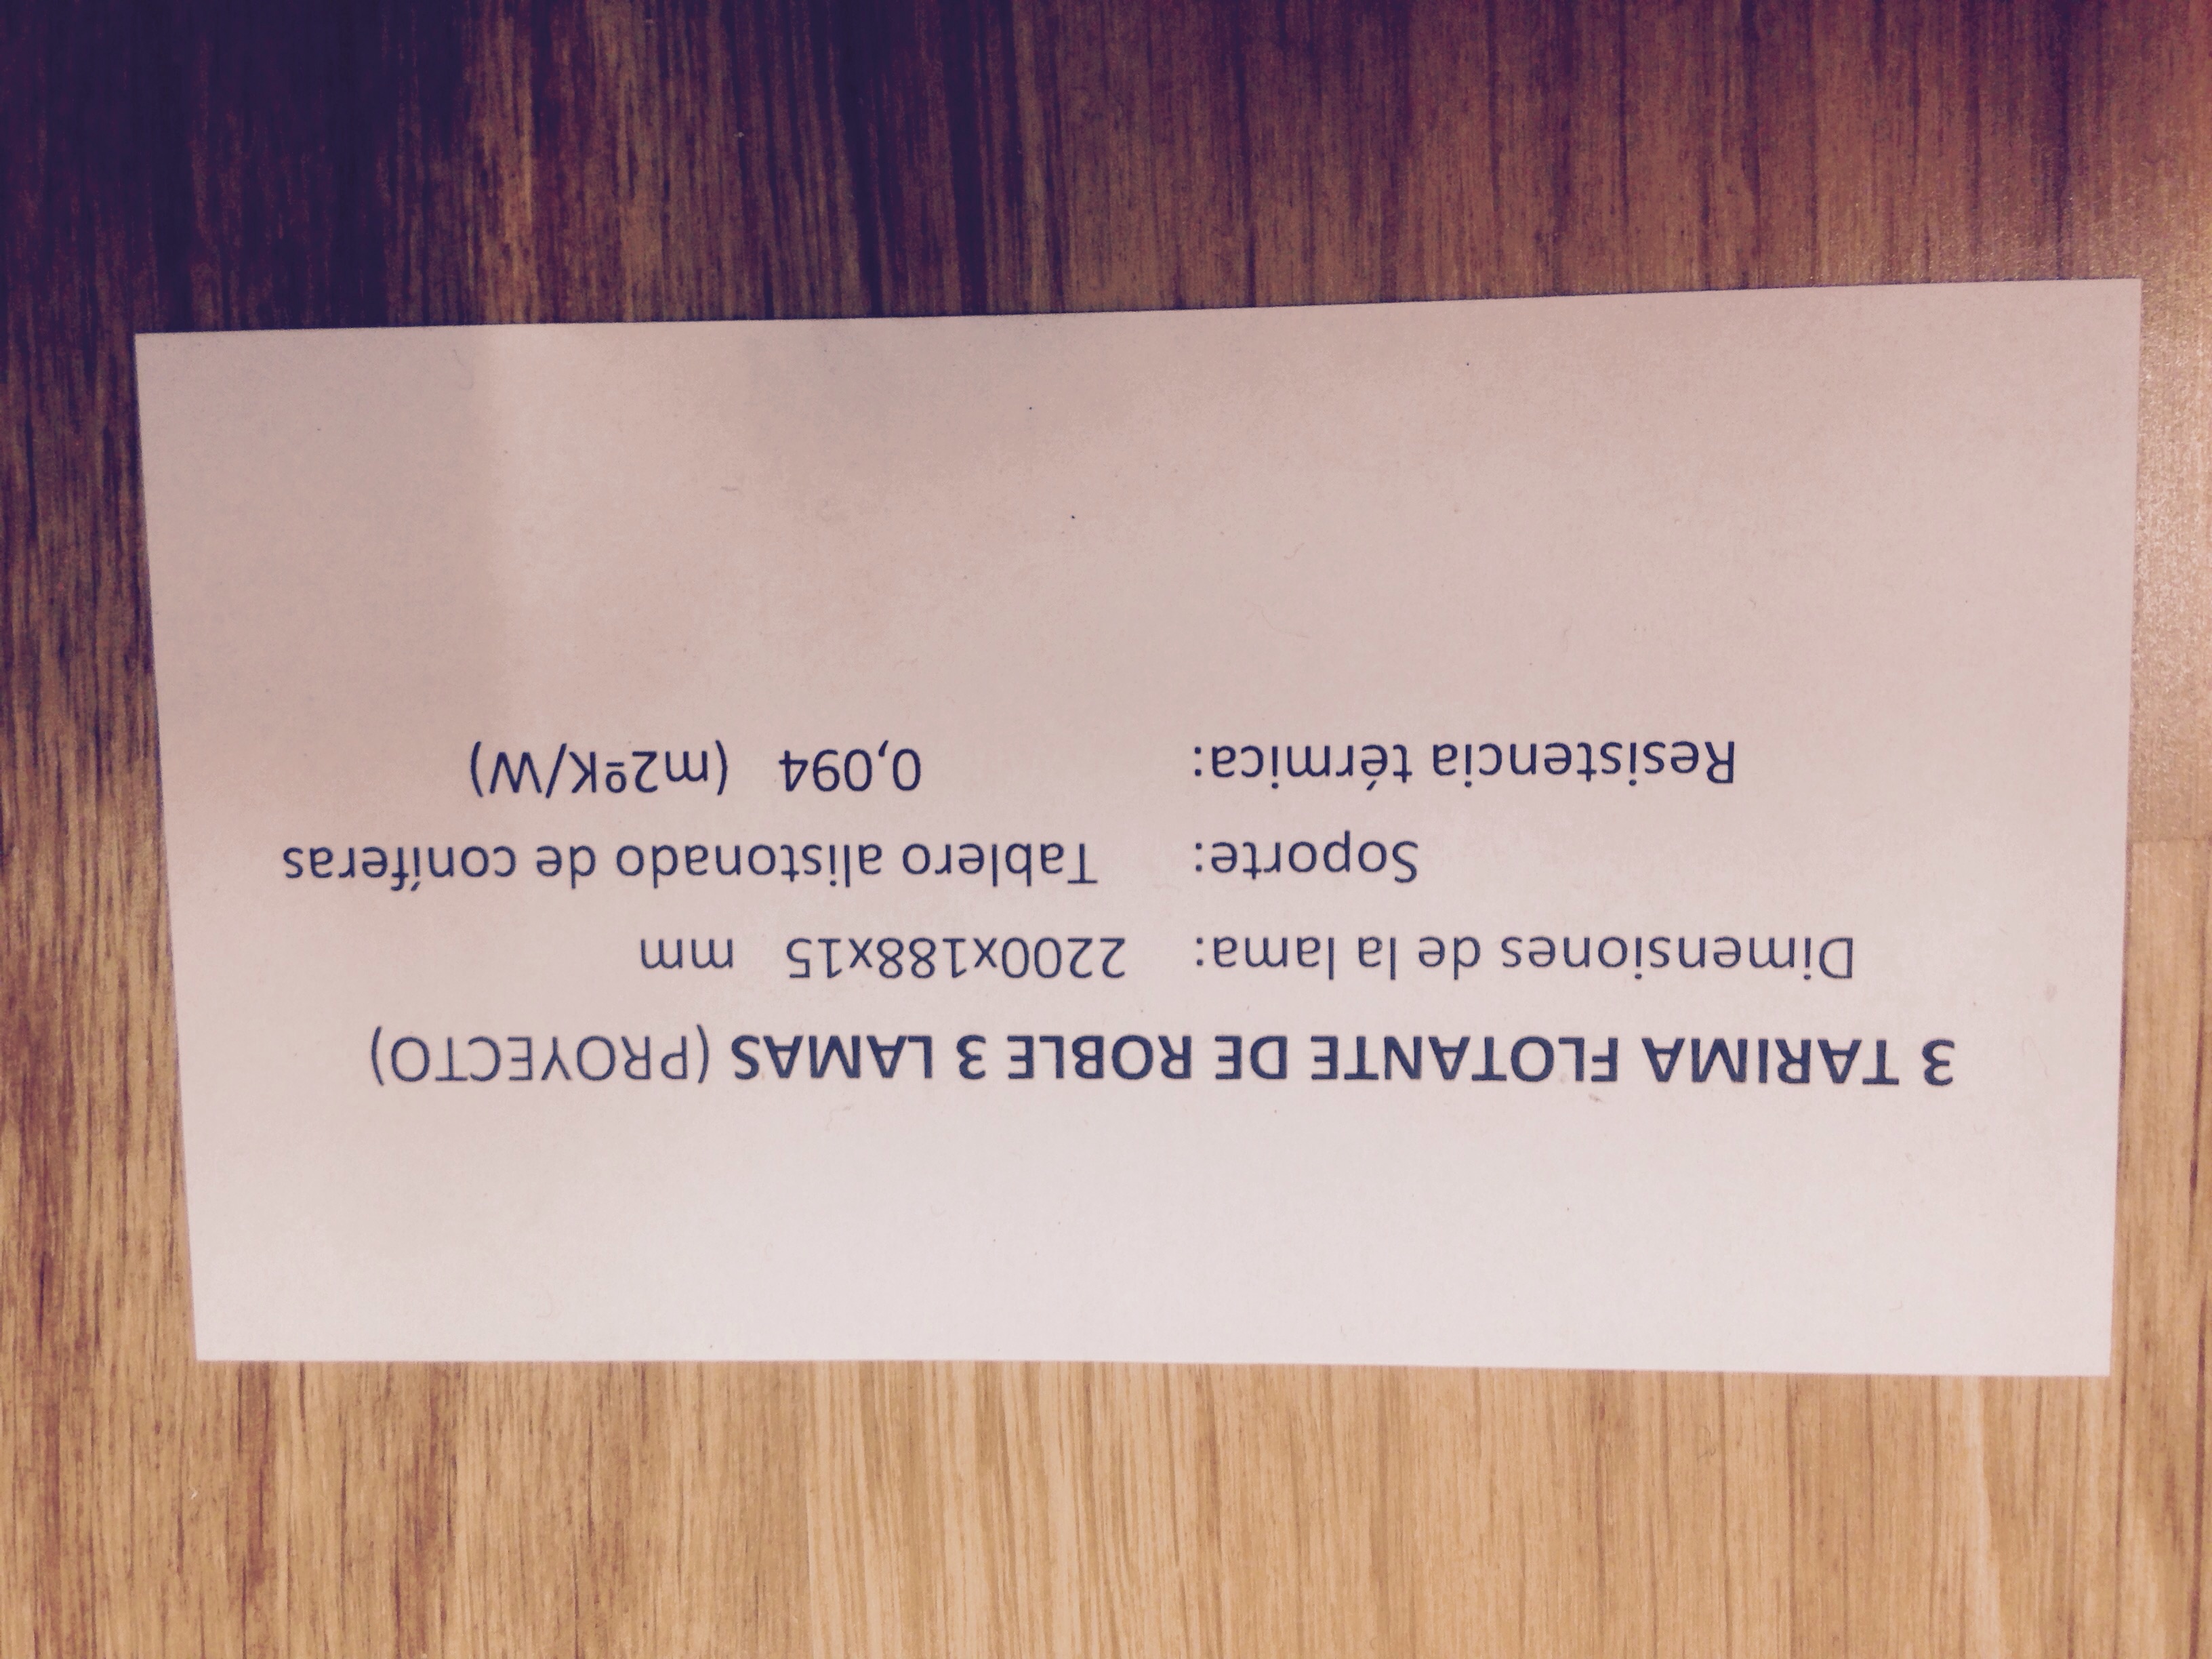 3 TARIMA FLOTANTE DE ROBLE 3 LAMAS (PROYECTO)
Dimensiones de la lama: 2200x188x15 mm
Soporte: Tablero alistonado de coníferas
Resistencia térmica: 0,094 (m2ºK/W)